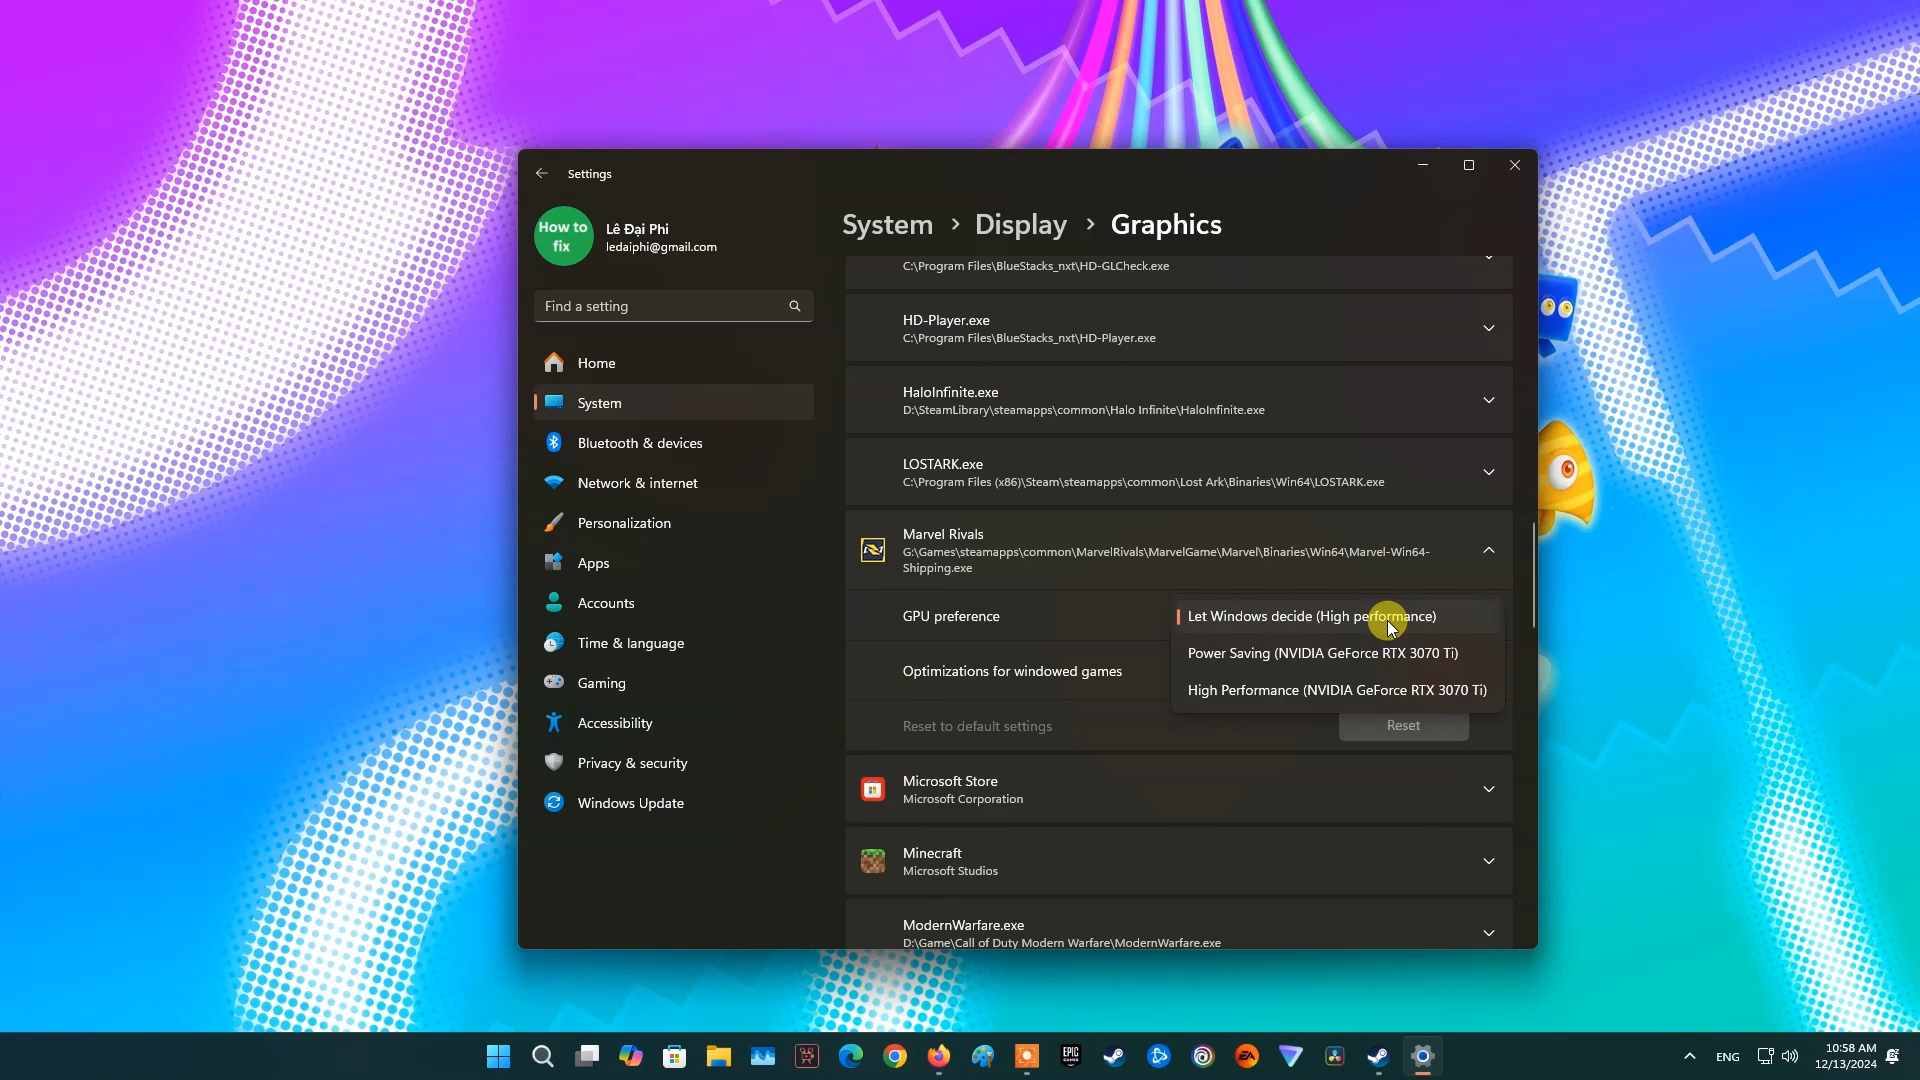 Settings
How to
fix
Lê Đại Phi
ledaiphi@gmail.com
Find a setting
Home
System
Bluetooth & devices
Network & internet
Personalization
Apps
Accounts
Time & language
Gaming
Accessibility
Privacy & security
Windows Update
System > Display > Graphics
C:\Program Files\BlueStacks_nxt\HD-GLCheck.exe
HD-Player.exe
C:\Program Files\BlueStacks_nxt\HD-Player.exe
HaloInfinite.exe
D:\SteamLibrary\steamapps\common\Halo Infinite\HaloInfinite.exe
LOSTARK.exe
C:\Program Files (x86)\Steam\steamapps\common\Lost Ark\Binaries\Win64\LOSTARK.exe
Marvel Rivals
G:\Games\steamapps\common\MarvelRivals\MarvelGame\Marvel\Binaries\Win64\Marvel-Win64-
Shipping.exe
GPU preference
Let Windows decide (High performance)
Power Saving (NVIDIA GeForce RTX 3070 Ti)
High Performance (NVIDIA GeForce RTX 3070 Ti)
Optimizations for windowed games
Reset to default settings
Reset
Microsoft Store
Microsoft Corporation
Minecraft
Microsoft Studios
ModernWarfare.exe
D:\Game\Call of Duty Modern Warfare\ModernWarfare.exe
EPIC
GAMES
EA
ENG
10:58 AM
12/13/2024